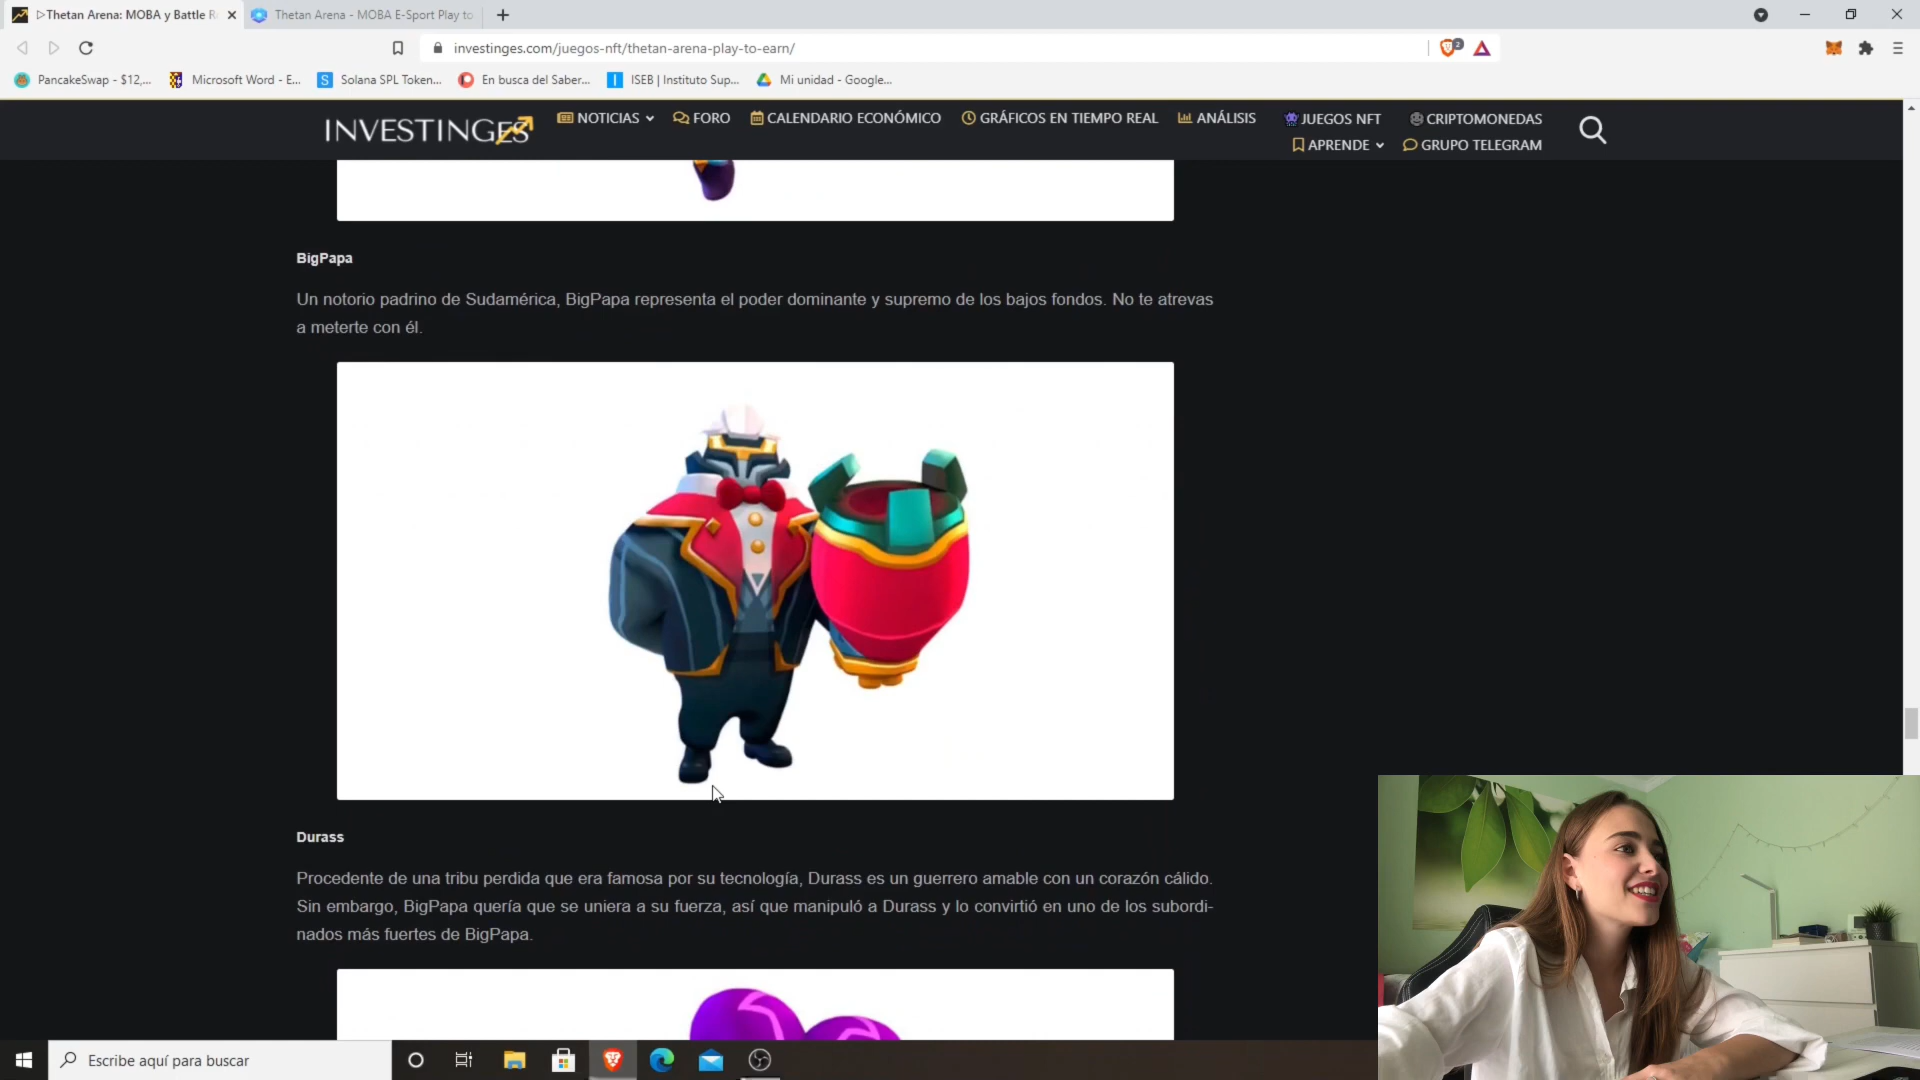 ▷Thetan Arena: MOBA y Battle R
Thetan Arena - MOBA E-Sport Play to
investinges.com/juegos-nft/thetan-arena-play-to-earn/
2
PancakeSwap - $12,...
Microsoft Word - E...
Solana SPL Token...
En busca del Saber...
ISEB | Instituto Sup...
Mi unidad - Google...
INVESTINGES
NOTICIAS
FORO
CALENDARIO ECONÓMICO
GRÁFICOS EN TIEMPO REAL
ANÁLISIS
JUEGOS NFT
CRIPTOMONEDAS
APRENDE
GRUPO TELEGRAM
BigPapa
Un notorio padrino de Sudamérica, BigPapa representa el poder dominante y supremo de los bajos fondos. No te atrevas
a meterte con él.
Durass
Procedente de una tribu perdida que era famosa por su tecnología, Durass es un guerrero amable con un corazón cálido.
Sin embargo, BigPapa quería que se uniera a su fuerza, así que manipuló a Durass y lo convirtió en uno de los subordi-
nados más fuertes de BigPapa.
Escribe aquí para buscar